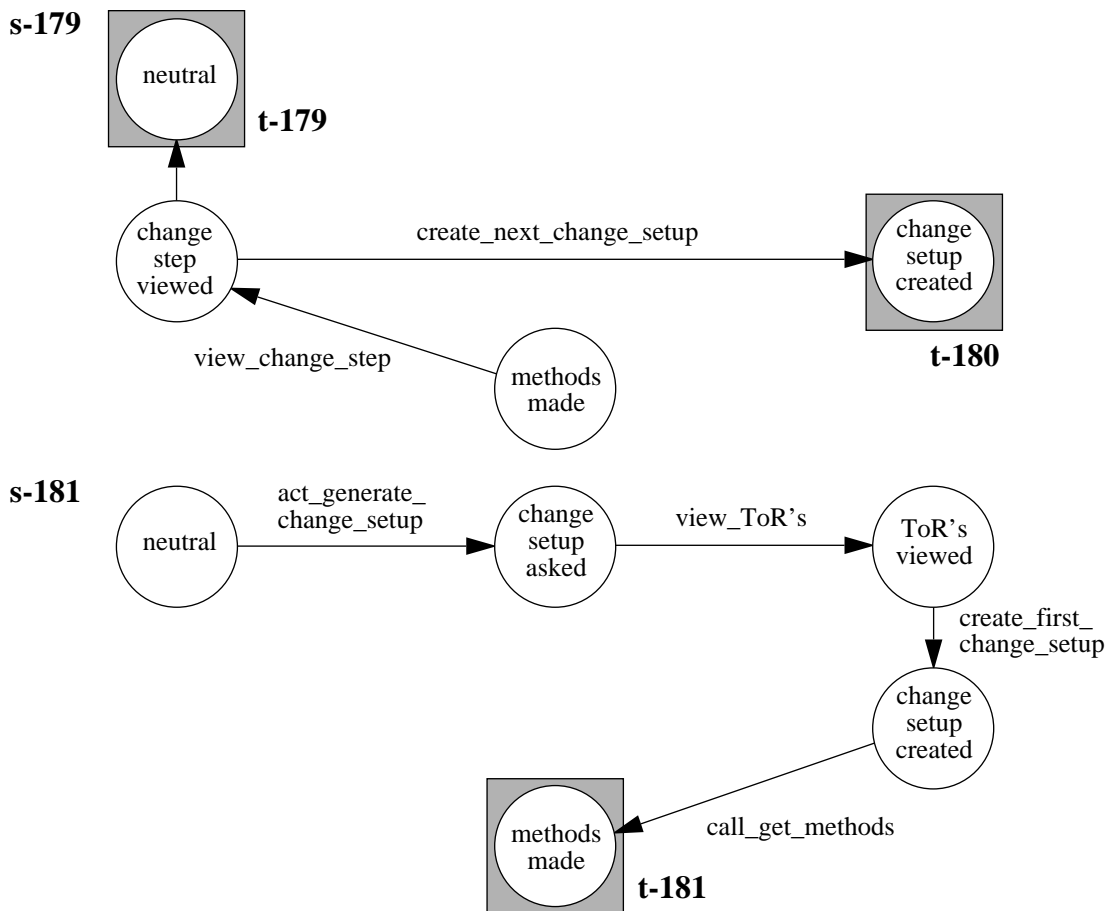 s-179
neutral
t-179
change
step
viewed
create_next_change_setup
change
setup
created
t-180
view_change_step
methods
made
s-181
neutral
act_generate_
change_setup
change
setup
asked
view_ToR's
ToR's
viewed
create_first_
change_setup
change
setup
created
call_get_methods
methods
made
t-181